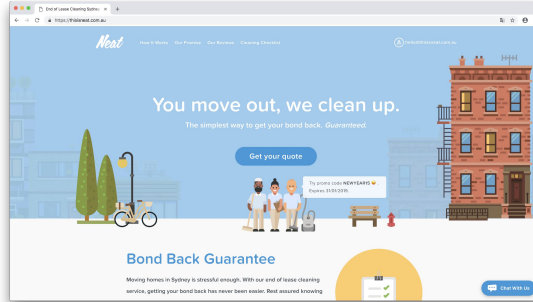 End of Lease Cleaning Sydney
https://thisisneat.com.au
Neat
How It Works Our Promise Our Reviews Cleaning Checklist
hello@thisisneat.com.au
You move out, we clean up.
The simplest way to get your bond back. Guaranteed.
Get your quote
Try promo code NEWYEAR15
Expires 31/01/2019.
Bond Back Guarantee
Moving homes in Sydney is stressful enough. With our end of lease cleaning
service, getting your bond back has never been easier. Rest assured knowing
Chat With Us